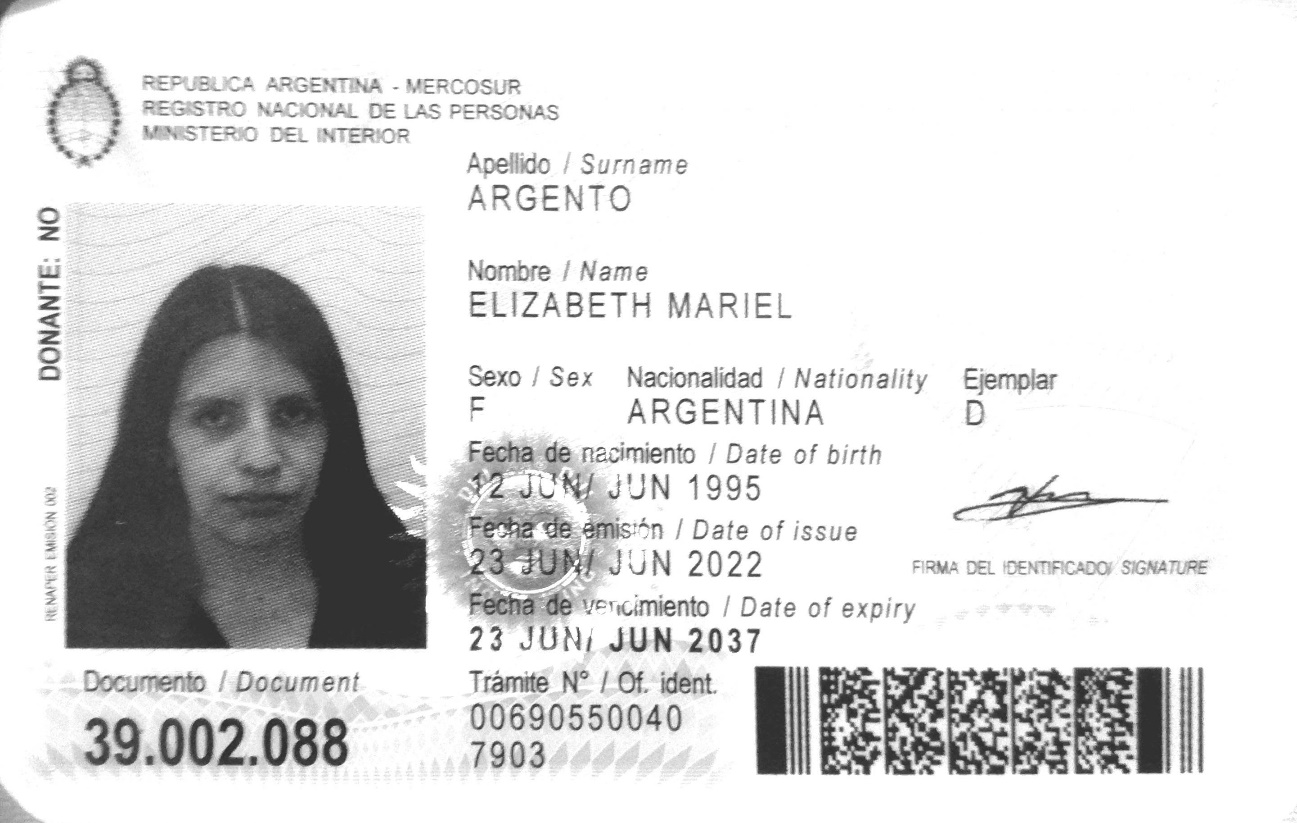 REPUBLICA ARGENTINA - MERCOSUR
REGISTRO NACIONAL DE LAS PERSONAS
MINISTERIO DEL INTERIOR
Apellido / Surname
ARGENTO
DONANTE: NO
Nombre / Name
ELIZABETH MARIEL
Sexo / Sex Nacionalidad / Nationality Ejemplar
F ARGENTINA D
Fecha de nacimiento / Date of birth
12 JUN/ JUN 1995
Fecha de emisión / Date of issue
23 JUN/ JUN 2022
FIRMA DEL IDENTIFICADO/ SIGNATURE
RENAPER EMISION 002
Fecha de vencimiento / Date of expiry
23 JUN/ JUN 2037
Documento / Document
39.002.088
Trámite N° / Of. ident.
00690550040
7903